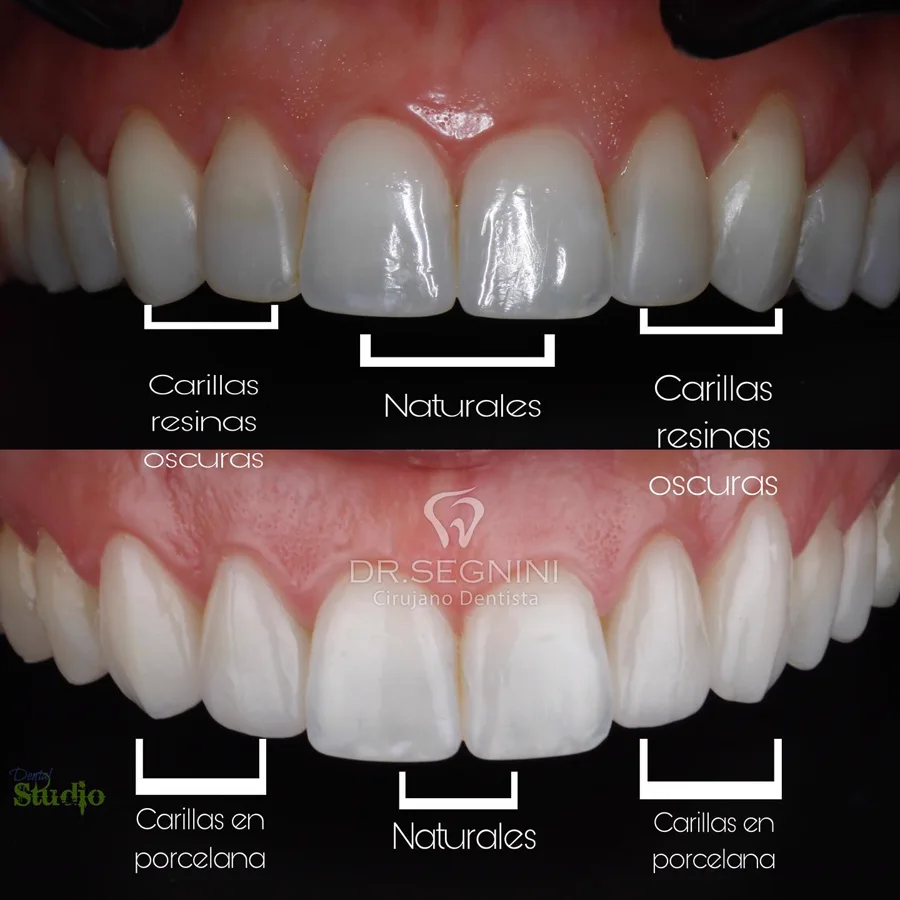 Carillas
resinas
oscuras
Naturales
Carillas
resinas
oscuras
DR.SEGNINI
Cirujano Dentista
Dental
Studio
Carillas en
porcelana
Naturales
Carillas en
porcelana